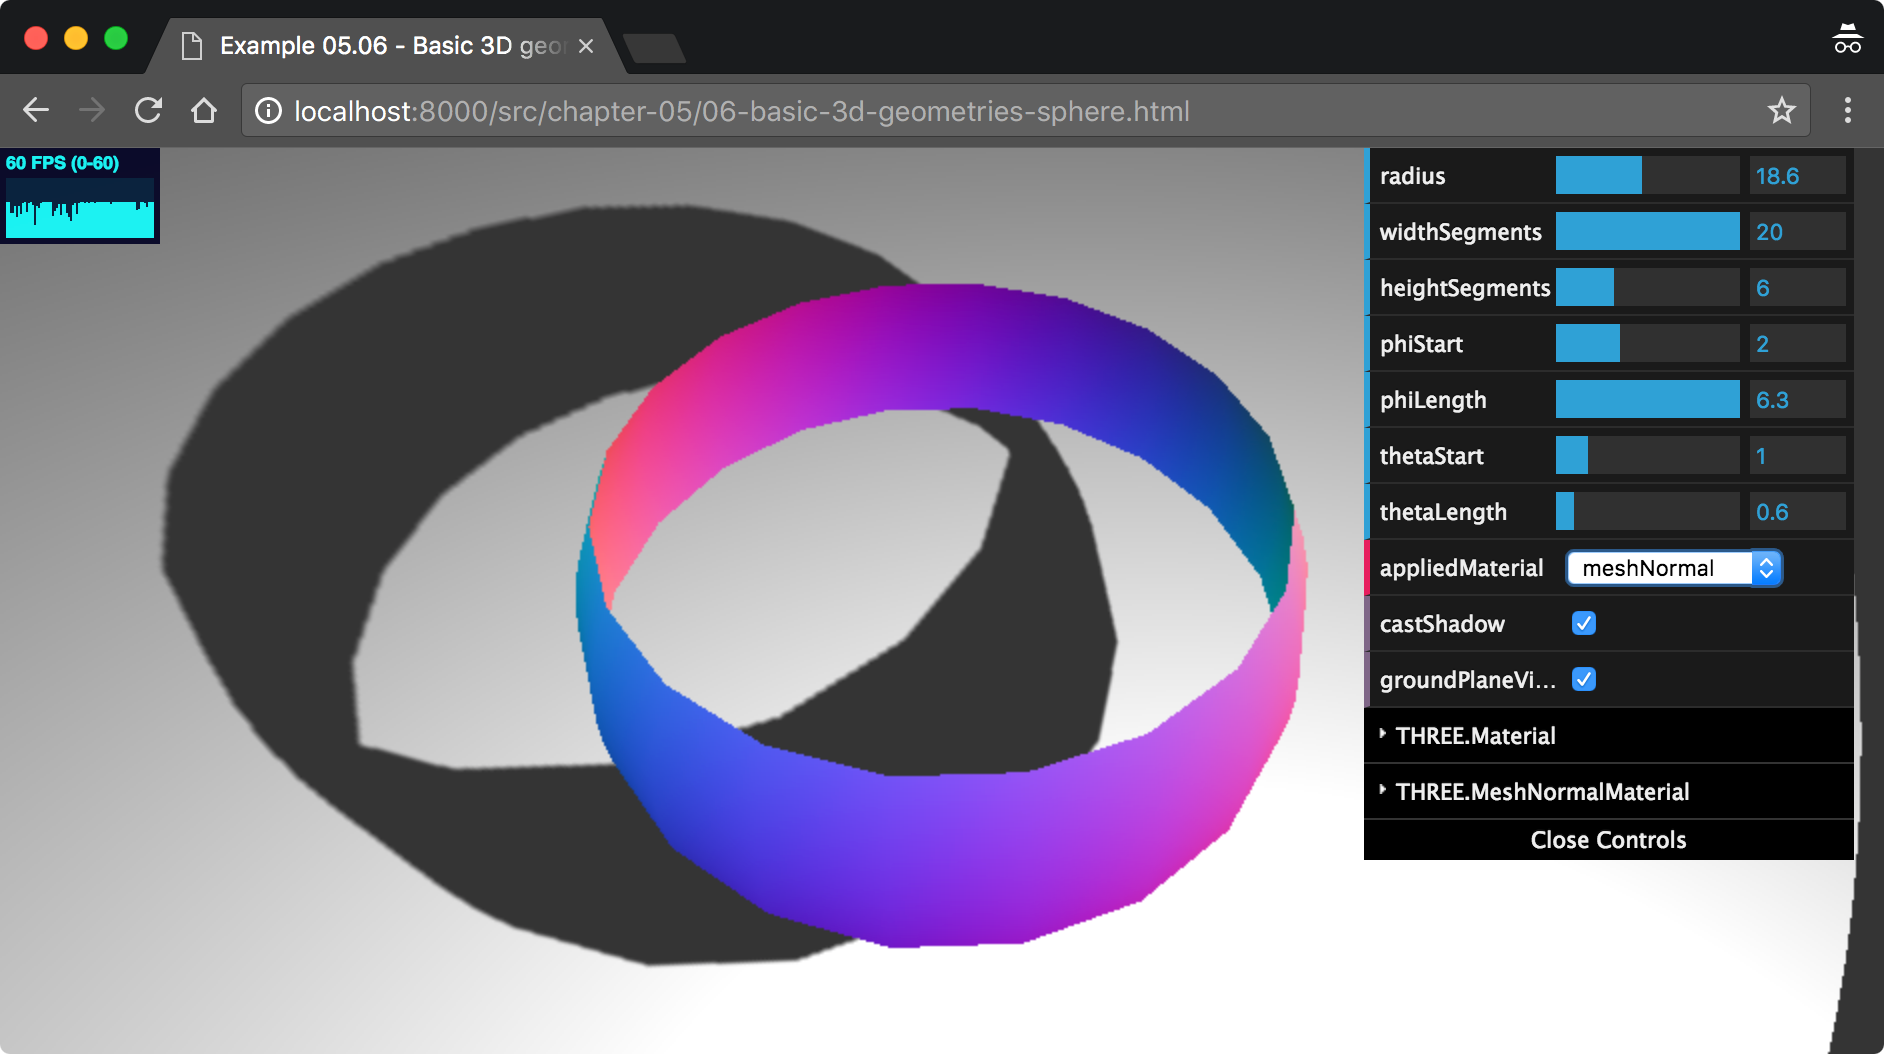 Example 05.06 - Basic 3D geo
localhost:8000/src/chapter-05/06-basic-3d-geometries-sphere.html
60 FPS (0-60)
radius 18.6
widthSegments 20
heightSegments 6
phiStart 2
phiLength 6.3
thetaStart 1
thetaLength 0.6
appliedMaterial meshNormal
castShadow
groundPlaneVi...
THREE.Material
THREE.MeshNormalMaterial
Close Controls